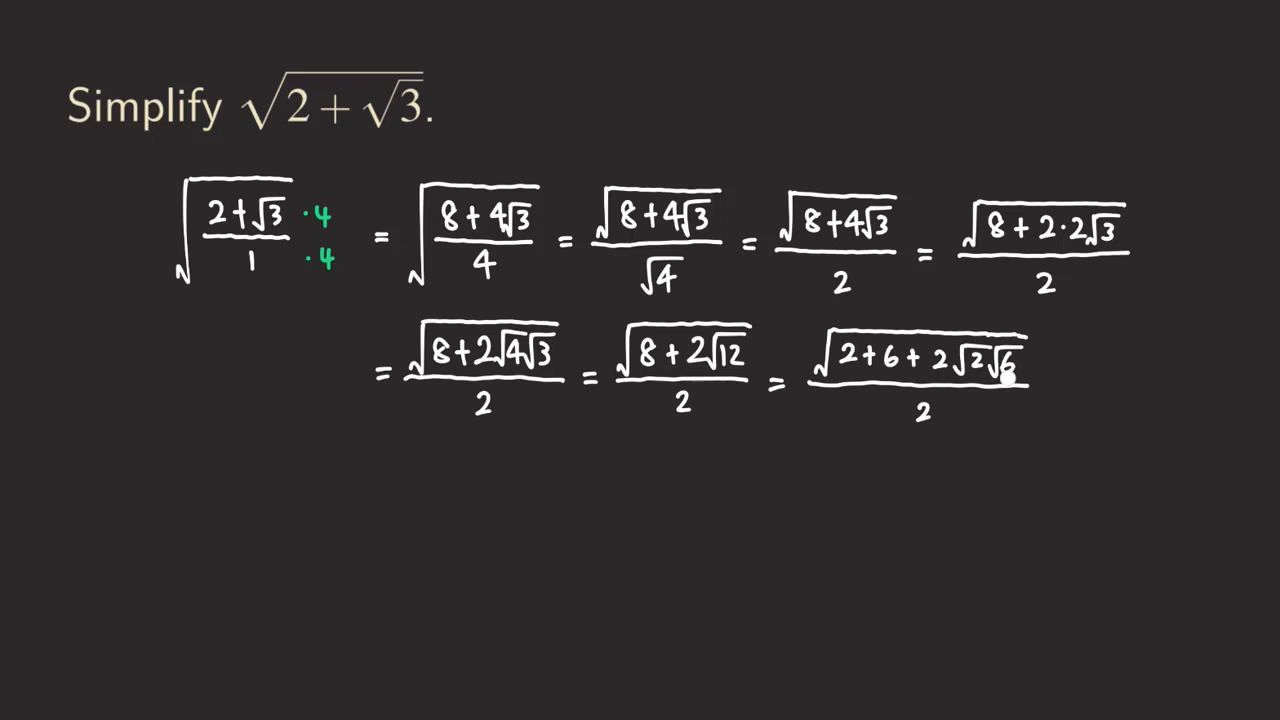 Simplify √(2 + √3).
√((2+√3)/1 ·4 ·4) = √((8+4√3)/4) = √(8+4√3)/√4 = √(8+4√3)/2 = √(8+2·2√3)/2
= √(8+2√4√3)/2 = √(8+2√12)/2 = √(2+6+2√2√6)/2